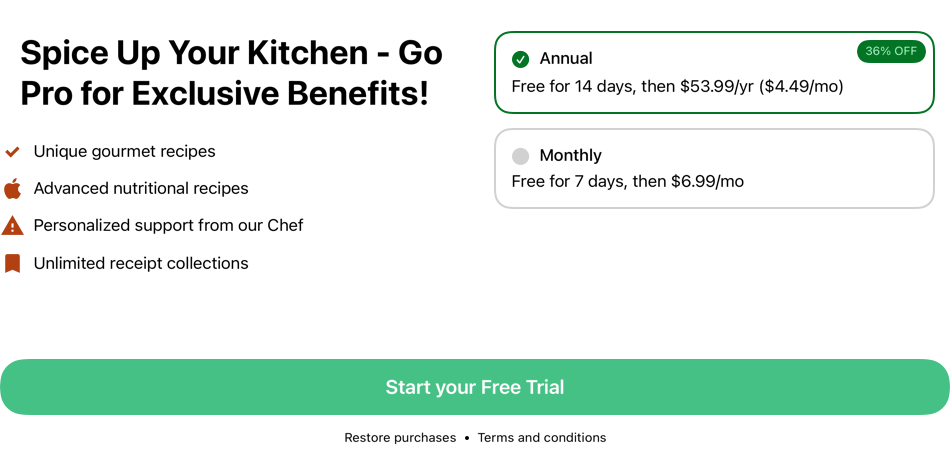 Spice Up Your Kitchen - Go
Pro for Exclusive Benefits!
Unique gourmet recipes
Advanced nutritional recipes
Personalized support from our Chef
Unlimited receipt collections
Annual
36% OFF
Free for 14 days, then $53.99/yr ($4.49/mo)
Monthly
Free for 7 days, then $6.99/mo
Start your Free Trial
Restore purchases • Terms and conditions